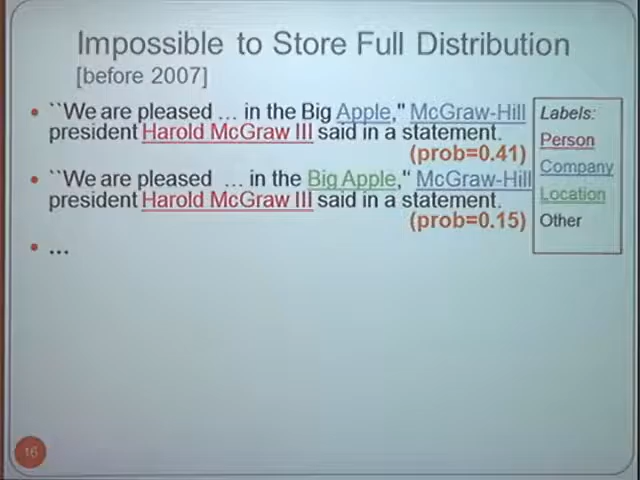 Impossible to Store Full Distribution
[before 2007]
``We are pleased ... in the Big Apple," McGraw-Hill
president Harold McGraw III said in a statement.
(prob=0.41)
``We are pleased ... in the Big Apple," McGraw-Hill
president Harold McGraw III said in a statement.
(prob=0.15)
...
Labels:
Person
Company
Location
Other
16